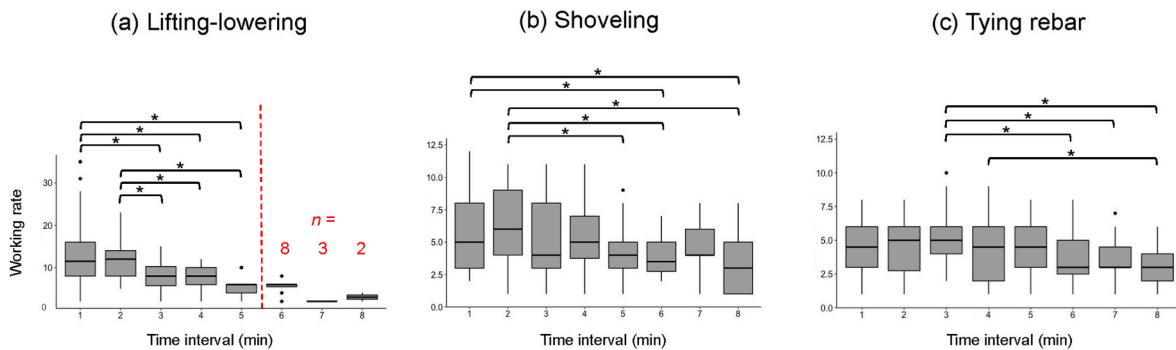 (a) Lifting-lowering
*
*
*
*
*
*
n =
8 3 2
Working rate
30
20
10
0
1 2 3 4 5 6 7 8
Time interval (min)
(b) Shoveling
*
*
*
*
*
12.5
10.0
7.5
5.0
2.5
0.0
1 2 3 4 5 6 7 8
Time interval (min)
(c) Tying rebar
*
*
*
*
12.5
10.0
7.5
5.0
2.5
0.0
1 2 3 4 5 6 7 8
Time interval (min)